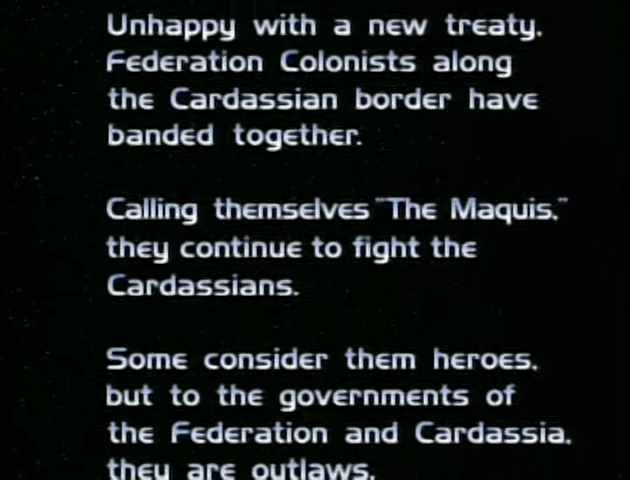 Unhappy with a new treaty,
Federation Colonists along
the Cardassian border have
banded together.
Calling themselves "The Maquis,"
they continue to fight the
Cardassians.
Some consider them heroes,
but to the governments of
the Federation and Cardassia,
they are outlaws.